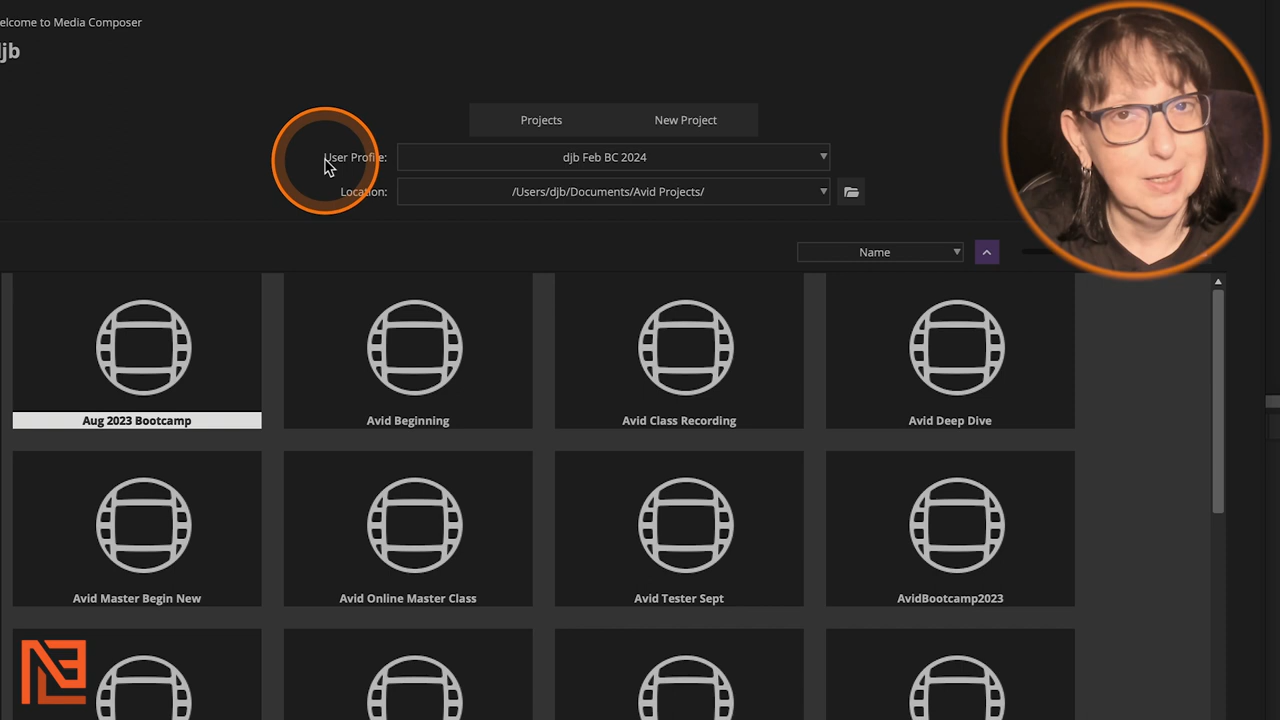 elcome to Media Composer
djb
Projects
New Project
User Profile:
djb Feb BC 2024
Location:
/Users/djb/Documents/Avid Projects/
Name
Aug 2023 Bootcamp
Avid Beginning
Avid Class Recording
Avid Deep Dive
Avid Master Begin New
Avid Online Master Class
Avid Tester Sept
AvidBootcamp2023